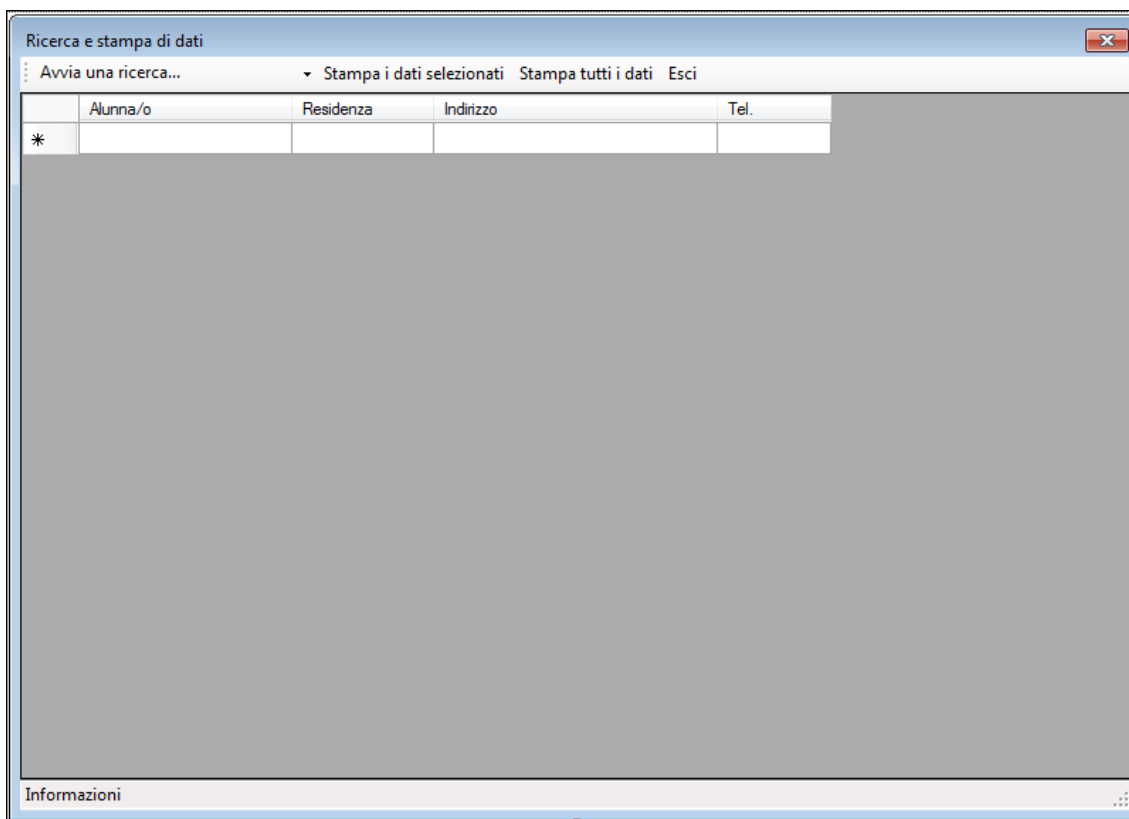 Ricerca e stampa di dati
Avvia una ricerca... Stampa i dati selezionati Stampa tutti i dati Esci
Alunna/o Residenza Indirizzo Tel.
Informazioni